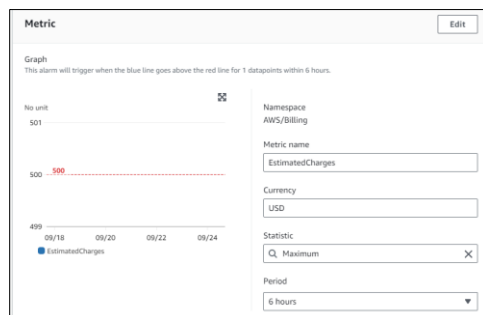 Metric
Edit
Graph
This alarm will trigger when the blue line goes above the red line for 1 datapoints within 6 hours.
No unit
501
500
500
499
09/18 09/20 09/22 09/24
EstimatedCharges
Namespace
AWS/Billing
Metric name
EstimatedCharges
Currency
USD
Statistic
Maximum
Period
6 hours